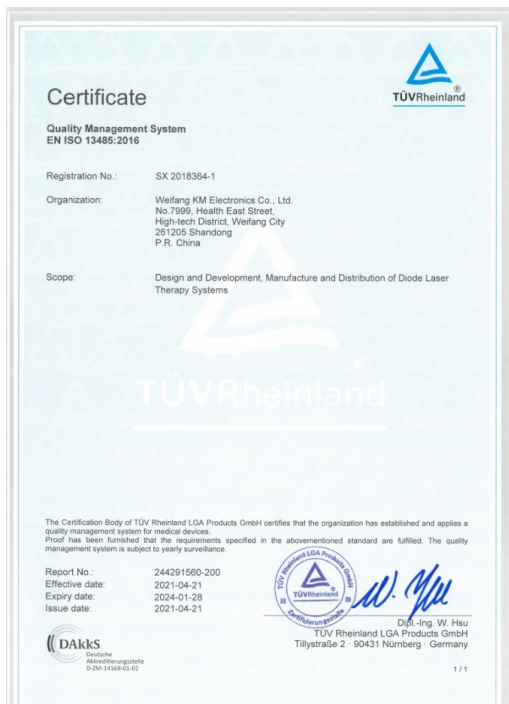 TÜVRheinland®
Certificate
Quality Management System
EN ISO 13485:2016
Registration No.: SX 2018364-1
Organization: Weifang KM Electronics Co., Ltd.
No.7999, Health East Street,
High-tech District, Weifang City
261205 Shandong
P.R. China
Scope: Design and Development, Manufacture and Distribution of Diode Laser
Therapy Systems
TÜVRheinland®
The Certification Body of TÜV Rheinland LGA Products GmbH certifies that the organization has established and applies a
quality management system for medical devices.
Proof has been furnished that the requirements specified in the abovementioned standard are fulfilled. The quality
management system is subject to yearly surveillance.
Report No.: 244291560-200
Effective date: 2021-04-21
Expiry date: 2024-01-28
Issue date: 2021-04-21
TÜV Rheinland LGA Products GmbH
TÜVRheinland
Zertifizierungsstelle
Dipl.-Ing. W. Hsu
TÜV Rheinland LGA Products GmbH
Tillystraße 2 · 90431 Nürnberg · Germany
DAkkS
Deutsche
Akkreditierungsstelle
D-ZM-14169-01-02
1 / 1